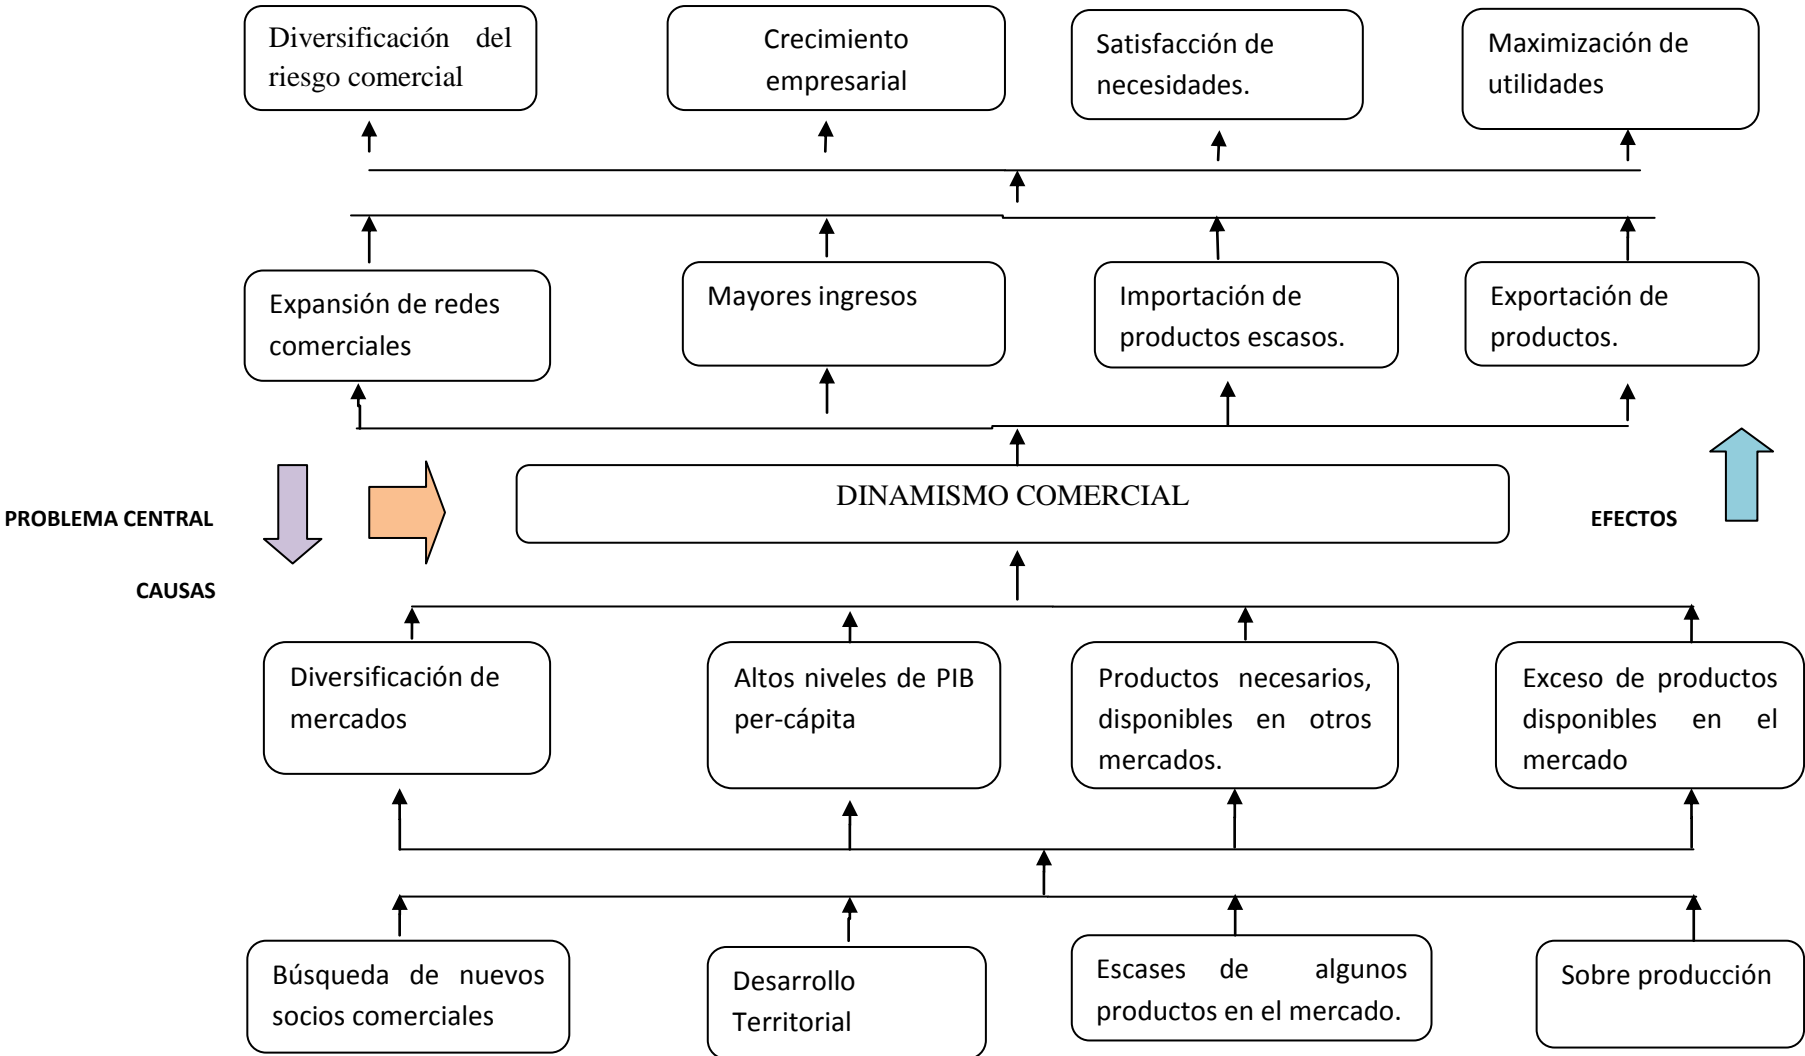 Diversificación del
riesgo comercial
Crecimiento
empresarial
Satisfacción de
necesidades.
Maximización de
utilidades
Expansión de redes
comerciales
Mayores ingresos
Importación de
productos escasos.
Exportación de
productos.
PROBLEMA CENTRAL
DINAMISMO COMERCIAL
EFECTOS
CAUSAS
Diversificación de
mercados
Altos niveles de PIB
per-cápita
Productos necesarios,
disponibles en otros
mercados.
Exceso de productos
disponibles en el
mercado
Búsqueda de nuevos
socios comerciales
Desarrollo
Territorial
Escases de algunos
productos en el mercado.
Sobre producción